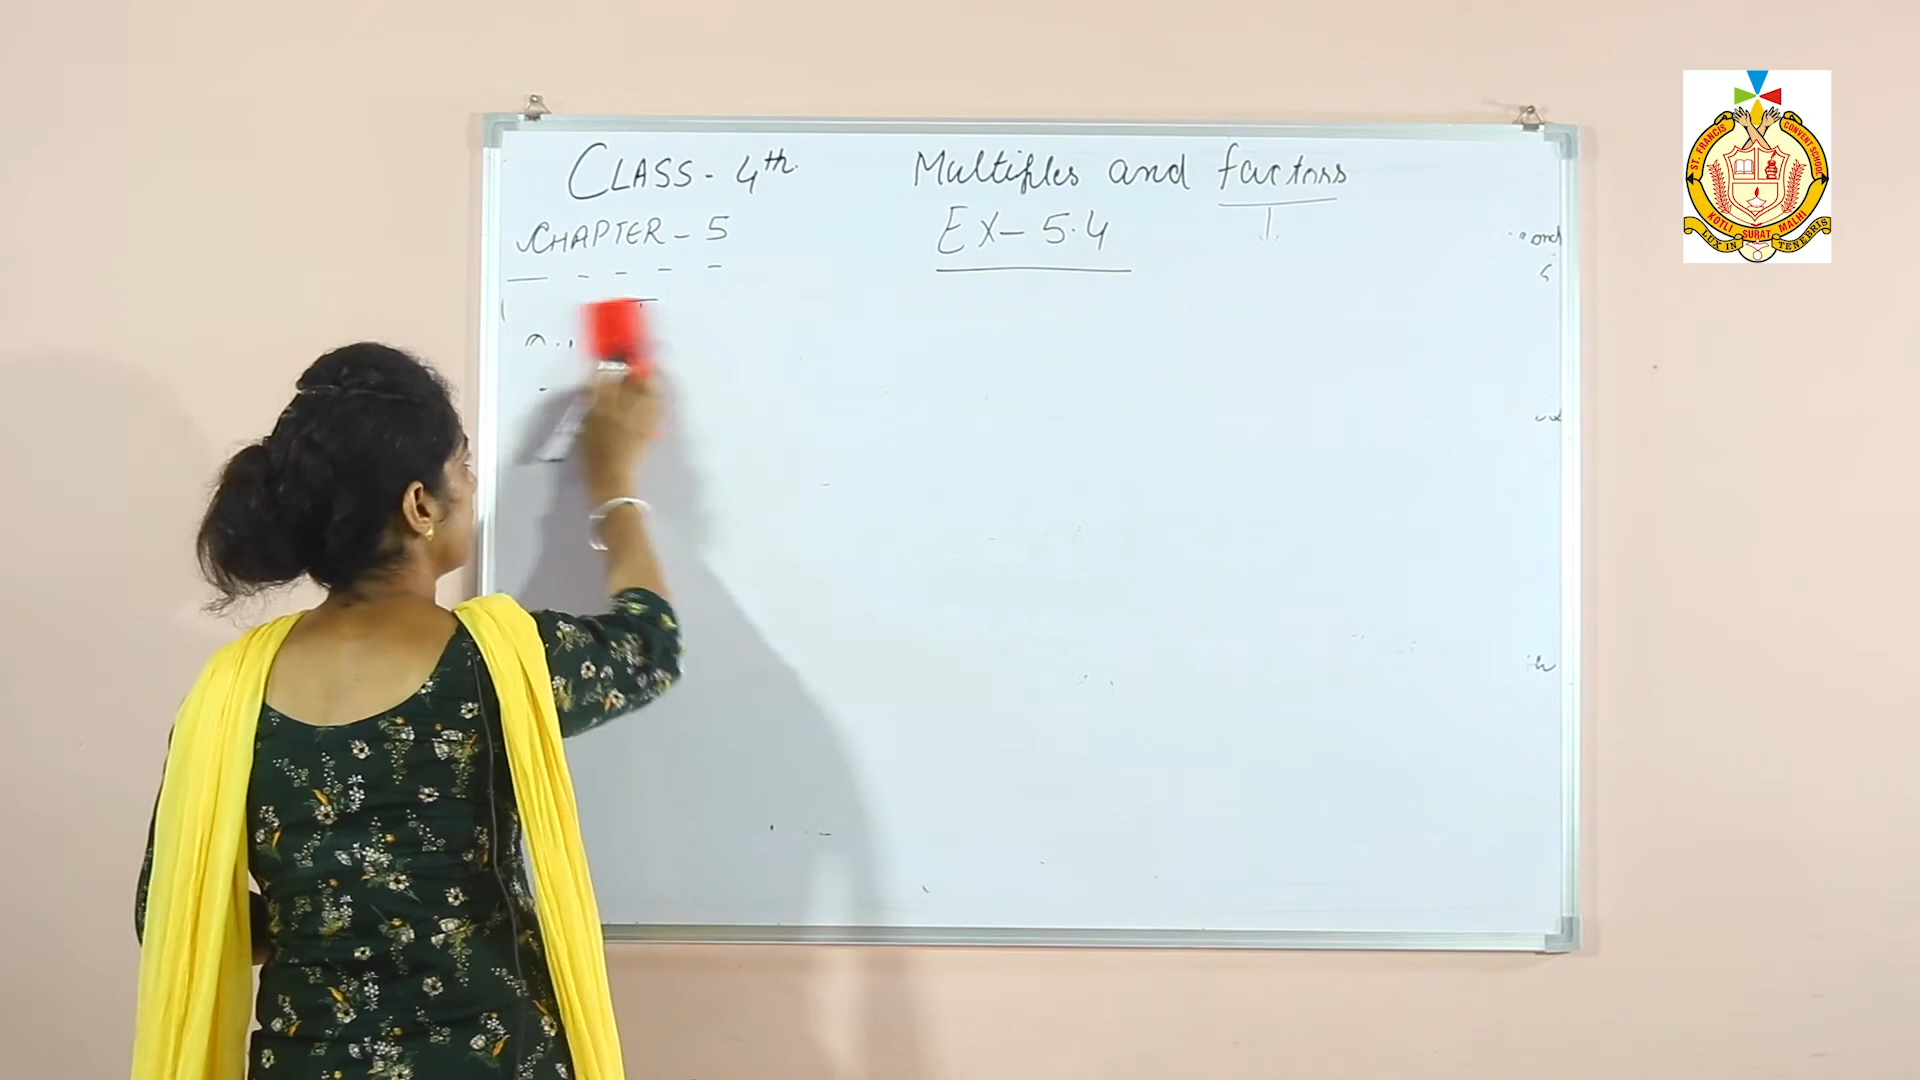 CLASS - 4th.
Multiples and factors
CHAPTER - 5
EX - 5.4
ST. FRANCIS CONVENT SCHOOL
KOTLI SURAT MALHI
LUX IN TENEBRIS